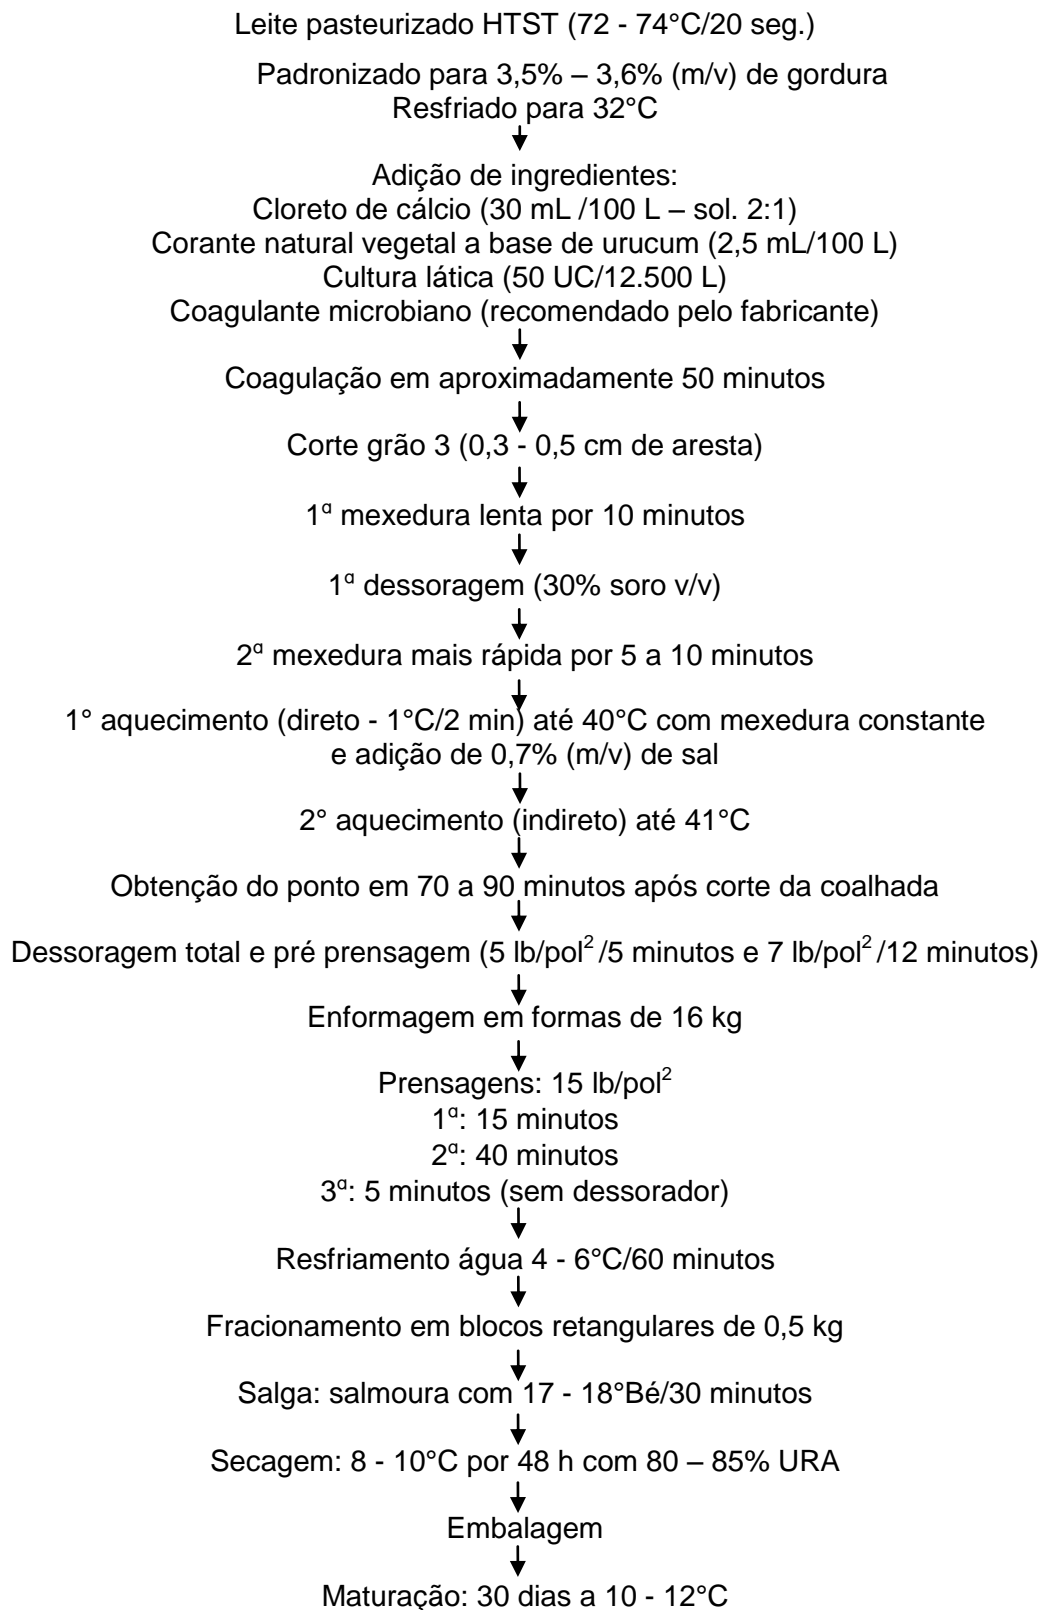 Leite pasteurizado HTST (72 - 74°C/20 seg.)
Padronizado para 3,5% – 3,6% (m/v) de gordura
Resfriado para 32°C
Adição de ingredientes:
Cloreto de cálcio (30 mL /100 L – sol. 2:1)
Corante natural vegetal a base de urucum (2,5 mL/100 L)
Cultura lática (50 UC/12.500 L)
Coagulante microbiano (recomendado pelo fabricante)
Coagulação em aproximadamente 50 minutos
Corte grão 3 (0,3 - 0,5 cm de aresta)
1ª mexedura lenta por 10 minutos
1ª dessoragem (30% soro v/v)
2ª mexedura mais rápida por 5 a 10 minutos
1° aquecimento (direto - 1°C/2 min) até 40°C com mexedura constante
e adição de 0,7% (m/v) de sal
2° aquecimento (indireto) até 41°C
Obtenção do ponto em 70 a 90 minutos após corte da coalhada
Dessoragem total e pré prensagem (5 lb/pol² /5 minutos e 7 lb/pol² /12 minutos)
Enformagem em formas de 16 kg
Prensagens: 15 lb/pol²
1ª: 15 minutos
2ª: 40 minutos
3ª: 5 minutos (sem dessorador)
Resfriamento água 4 - 6°C/60 minutos
Fracionamento em blocos retangulares de 0,5 kg
Salga: salmoura com 17 - 18°Bé/30 minutos
Secagem: 8 - 10°C por 48 h com 80 – 85% URA
Embalagem
Maturação: 30 dias a 10 - 12°C